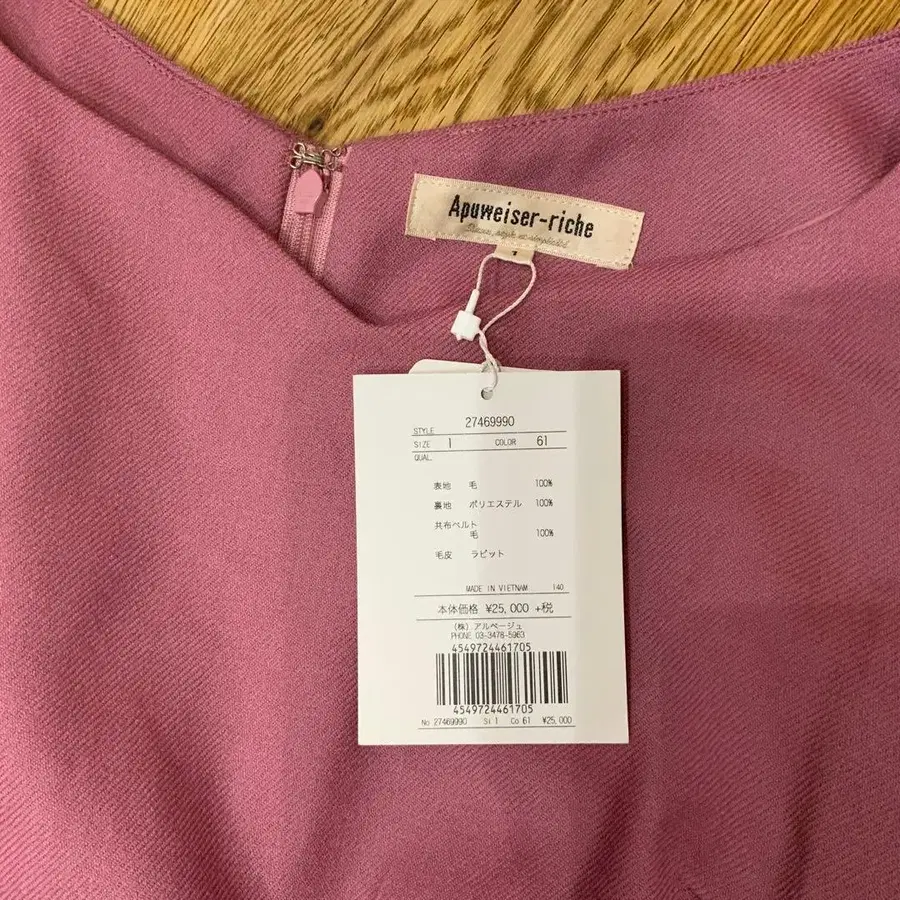 Apuweiser-riche
1
STYLE 27469990
SIZE 1 COLOR 61
QUAL.
表地 毛 100%
裏地 ポリエステル 100%
共布ベルト
毛 100%
毛皮 ラビット
MADE IN VIETNAM 140
本体価格 ¥25,000 +税
(株)アルページュ
PHONE 03-3478-5963
4549724461705
4549724461705
No 27469990 Si 1 Co 61 ¥25,000